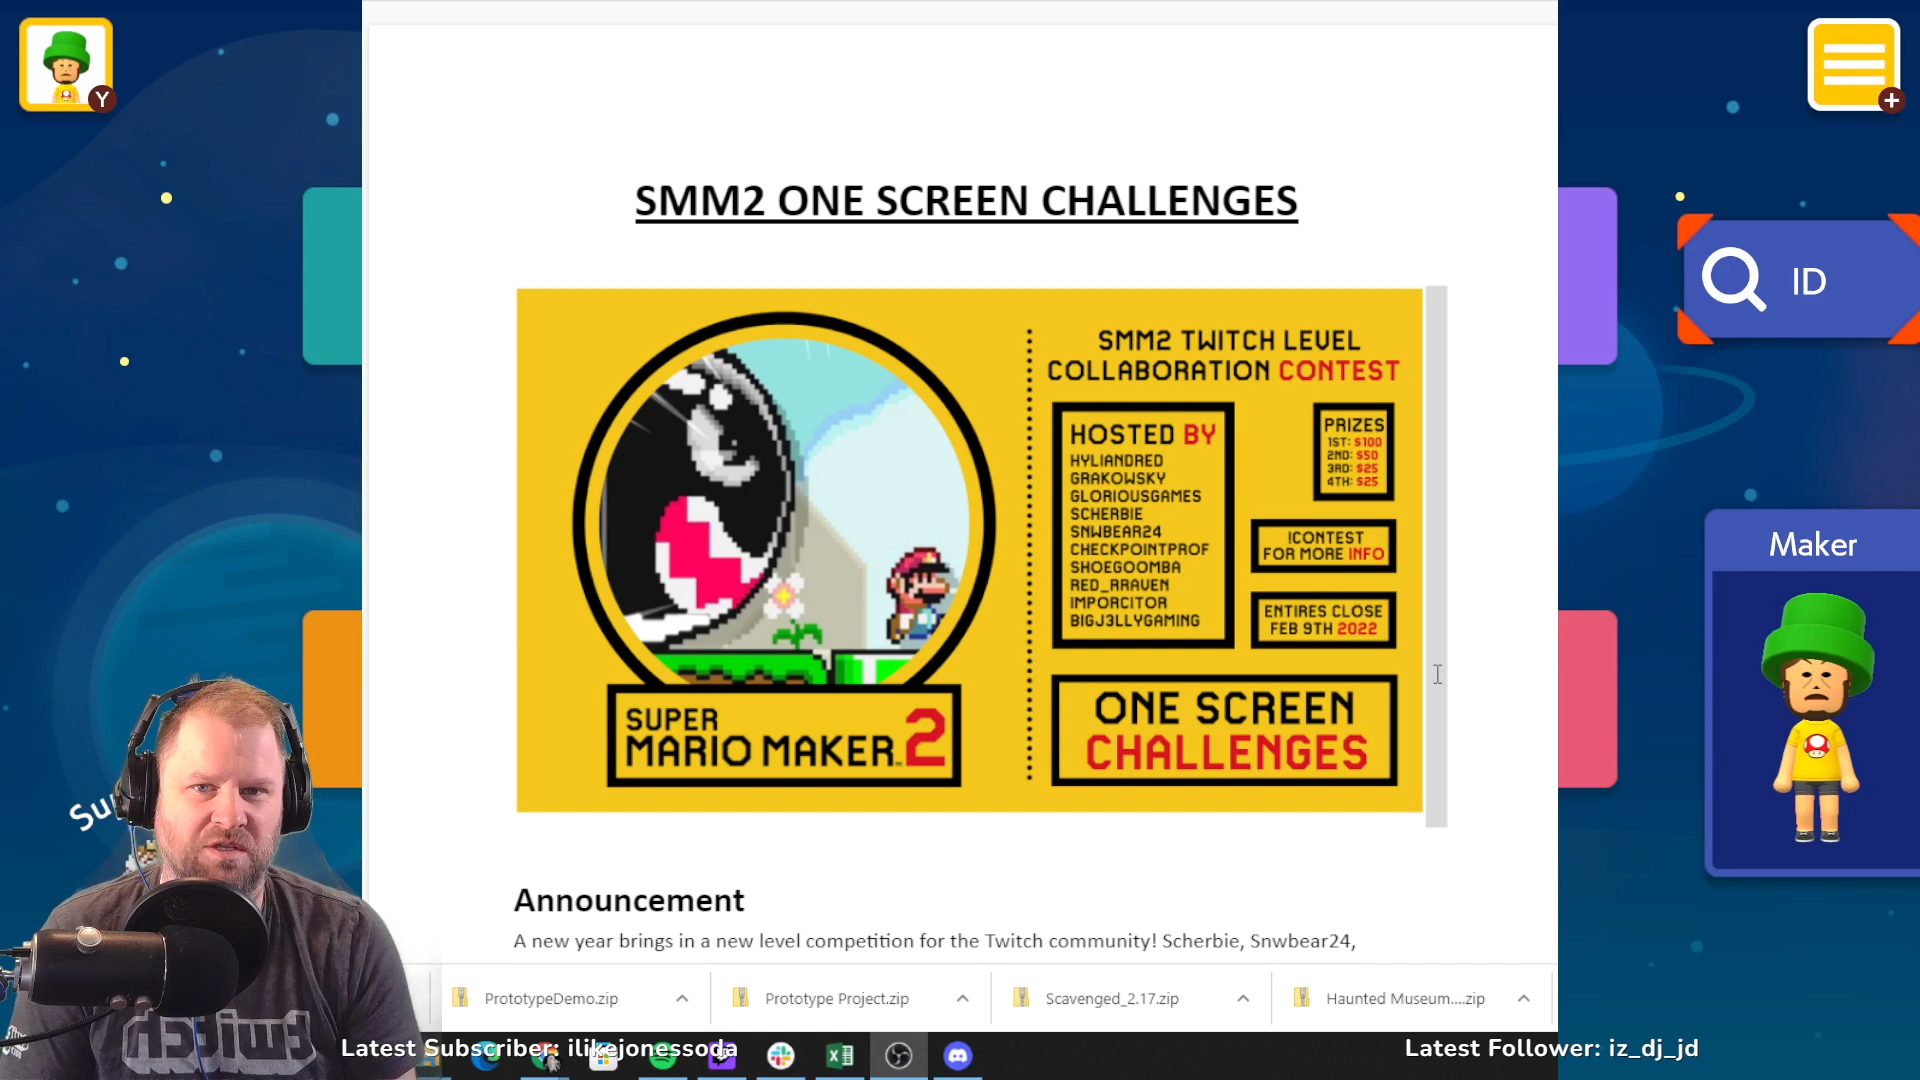 Y
+
SMM2 ONE SCREEN CHALLENGES
SMM2 TWITCH LEVEL
COLLABORATION CONTEST
HOSTED BY
HYLIANDRED
GRAKOWSKY
GLORIOUSGAMES
SCHERBIE
SNWBEAR24
CHECKPOINTPROF
SHOEGOOMBA
RED_RRAVEN
IMPORCITOR
BIGJ3LLYGAMING
PRIZES
1ST: $100
2ND: $50
3RD: $25
4TH: $25
!CONTEST
FOR MORE INFO
ENTIRES CLOSE
FEB 9TH 2022
SUPER
MARIO MAKER 2
ONE SCREEN
CHALLENGES
ID
Maker
Su
Announcement
A new year brings in a new level competition for the Twitch community! Scherbie, Snwbear24,
PrototypeDemo.zip
Prototype Project.zip
Scavenged_2.17.zip
Haunted Museum....zip
Latest Subscriber: ilikejonessoda
Latest Follower: iz_dj_jd